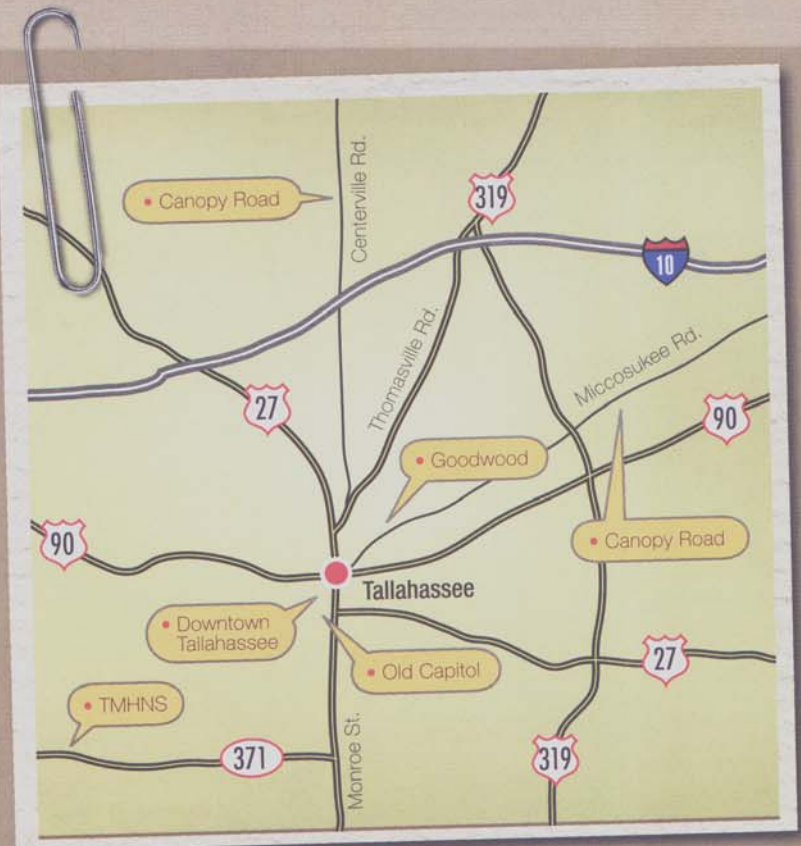 Canopy Road
Centerville Rd.
319
10
Thomasville Rd.
Miccosukee Rd.
27
90
Goodwood
90
Canopy Road
Tallahassee
Downtown
Tallahassee
Old Capitol
27
TMHNS
371
Monroe St.
319